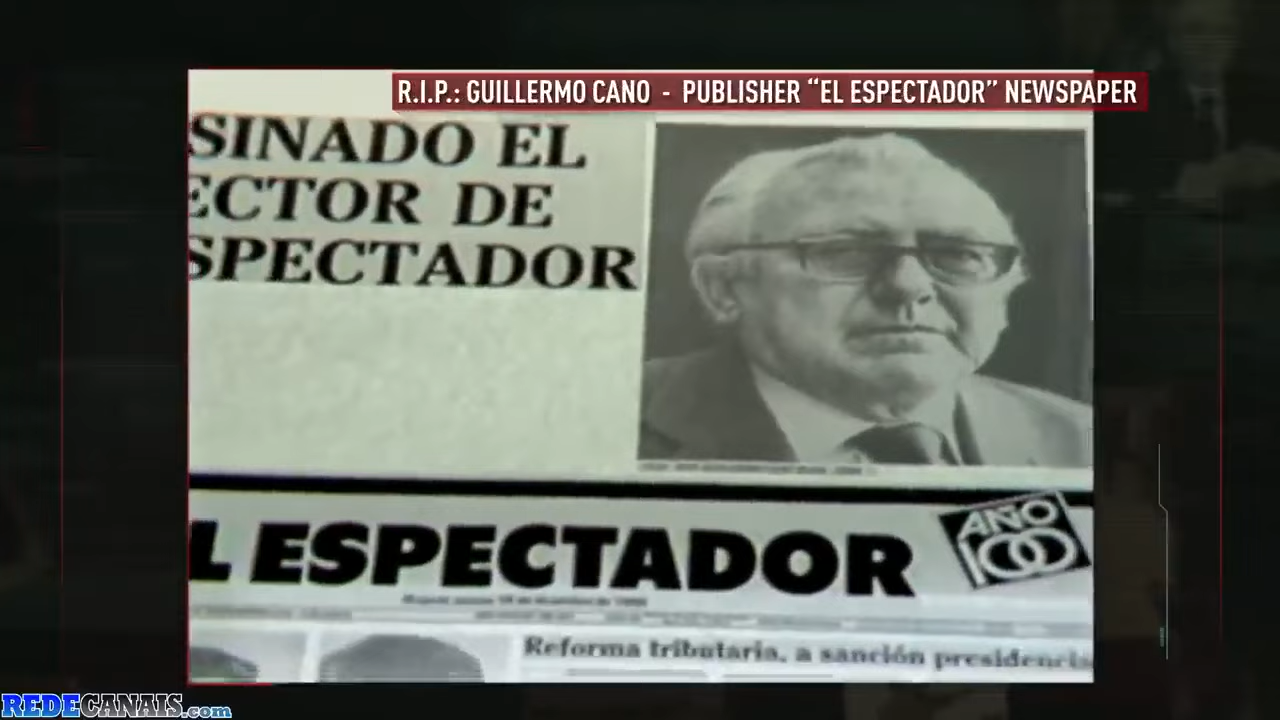 R.I.P.: GUILLERMO CANO - PUBLISHER “EL ESPECTADOR” NEWSPAPER
SINADO EL
ECTOR DE
SPECTADOR
L ESPECTADOR
AÑO
100
Reforma tributaria, a sanción presidencia
REDECANAIS.com